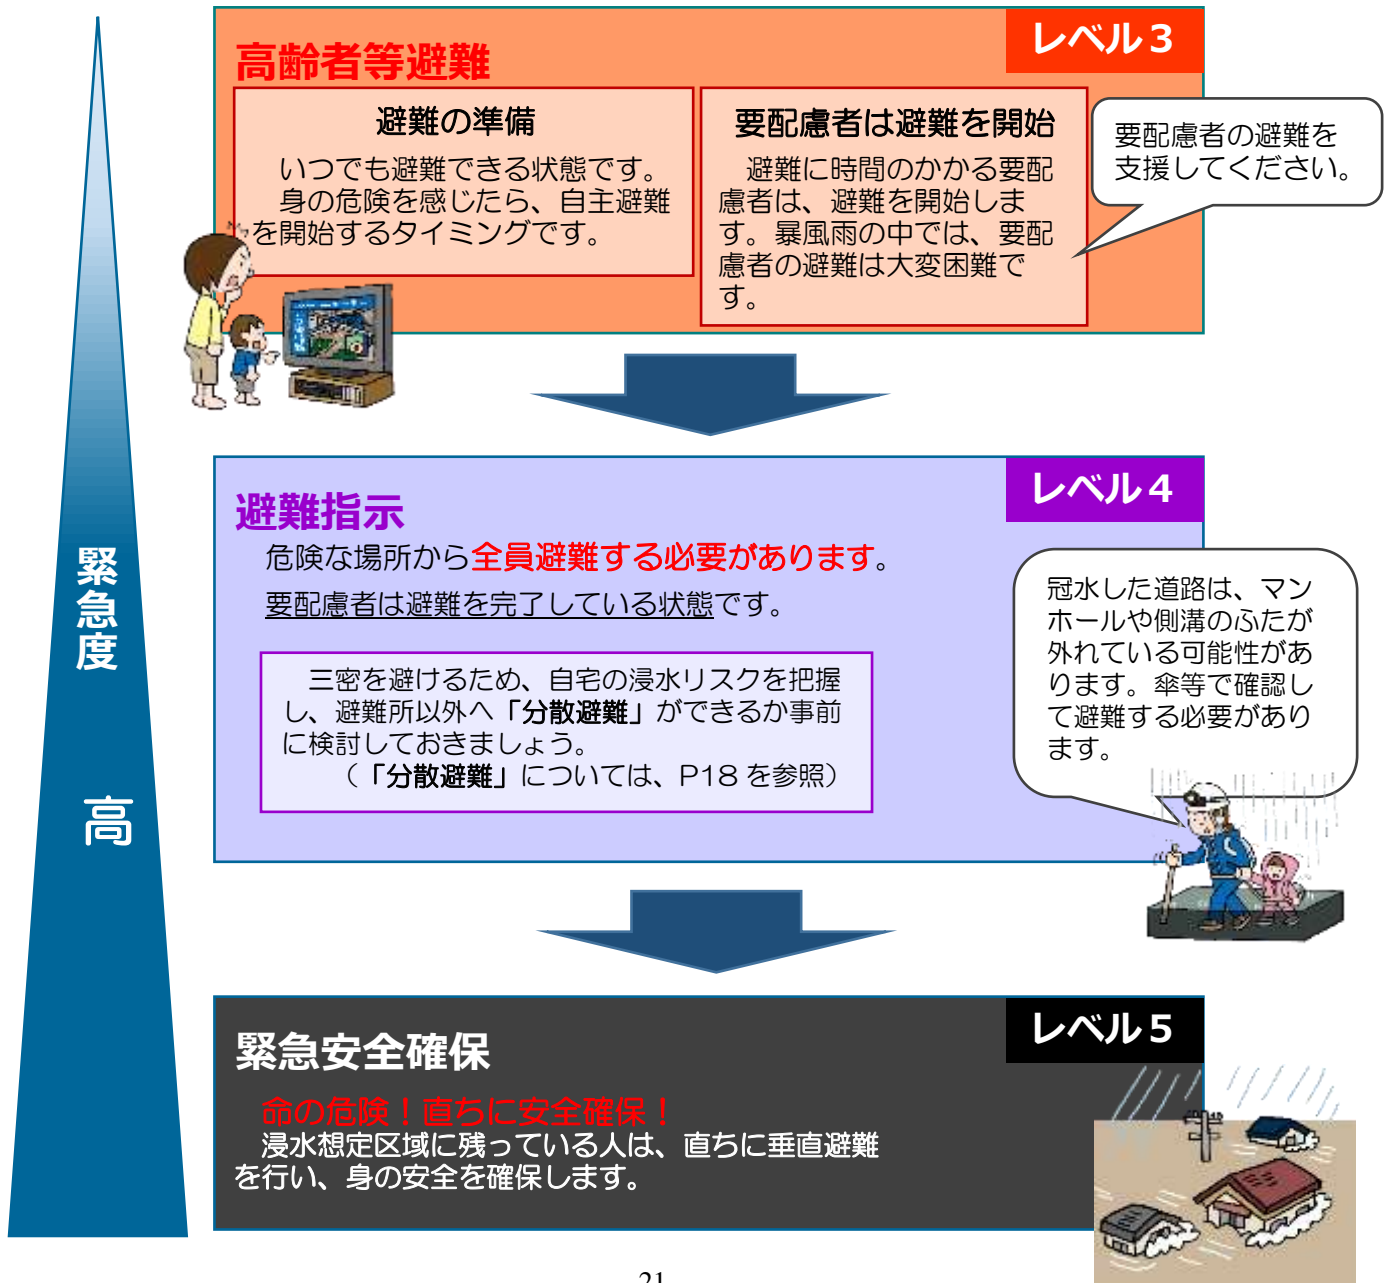 レベル３
高齢者等避難
避難の準備
いつでも避難できる状態です。
身の危険を感じたら、自主避難
を開始するタイミングです。
要配慮者は避難を開始
避難に時間のかかる要配
慮者は、避難を開始しま
す。暴風雨の中では、要配
慮者の避難は大変困難で
す。
要配慮者の避難を
支援してください。
レベル４
避難指示
危険な場所から全員避難する必要があります。
要配慮者は避難を完了している状態です。
三密を避けるため、自宅の浸水リスクを把握
し、避難所以外へ「分散避難」ができるか事前
に検討しておきましょう。
（「分散避難」については、P18 を参照）
冠水した道路は、マン
ホールや側溝のふたが
外れている可能性があ
ります。傘等で確認し
て避難する必要があり
ます。
緊急度
高
レベル５
緊急安全確保
命の危険！直ちに安全確保！
浸水想定区域に残っている人は、直ちに垂直避難
を行い、身の安全を確保します。
21